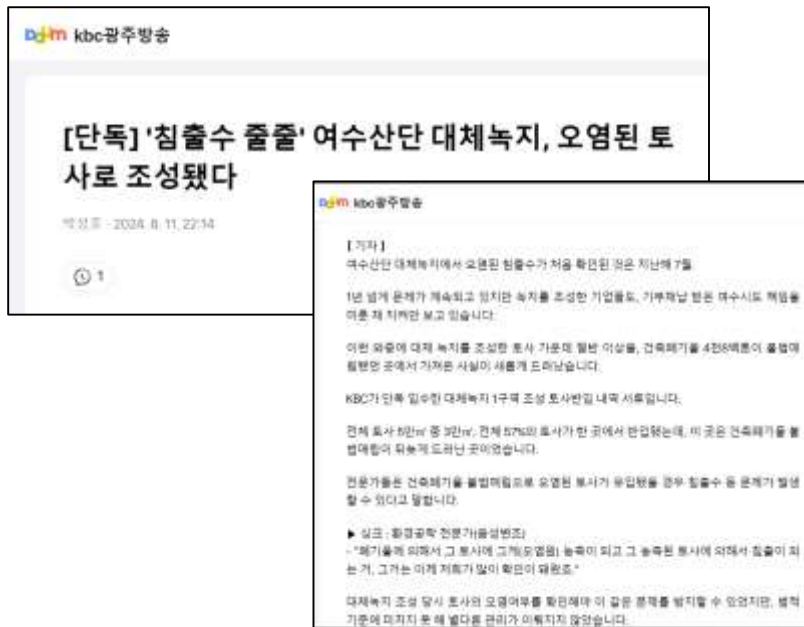 Daum kbc광주방송
[단독] '침출수 줄줄' 여수산단 대체녹지, 오염된 토
사로 조성됐다
2024. 8. 11. 22:14
1
Daum kbc광주방송
【 기자 】
여수산단 대체녹지에서 오염된 침출수가 처음 확인된 것은 지난해 7월.
1년 넘게 문제가 계속되고 있지만 녹지를 조성한 기업들도, 기부채납 받은 여수시도 책임을
미룬 채 지켜만 보고 있습니다.
이런 와중에 대체 녹지를 조성한 토사 가운데 절반 이상을, 건축폐기물 4천8백톤이 불법매
립됐던 곳에서 가져온 사실이 새롭게 드러났습니다.
KBC가 단독 입수한 대체녹지 1구역 조성 토사반입 내역 서류입니다.
전체 토사 5만㎥ 중 3만㎥, 전체 57%의 토사가 한 곳에서 반입됐는데, 이 곳은 건축폐기물 불
법매립이 뒤늦게 드러난 곳이었습니다.
전문가들은 건축폐기물 불법매립으로 오염된 토사가 유입됐을 경우 침출수 등 문제가 발생
할 수 있다고 말합니다.
▶ 싱크 : 환경공학 전문가(음성변조)
- "폐기물에 의해서 그 토사에 그게(오염원) 농축이 되고 그 농축된 토사에 의해서 침출이 되
는 거, 그거는 이제 저희가 많이 확인이 돼왔죠."
대체녹지 조성 당시 토사의 오염여부를 확인해야 이 같은 문제를 방지할 수 있었지만, 법적
기준에 미치지 못 해 별다른 관리가 이뤄지지 않았습니다.